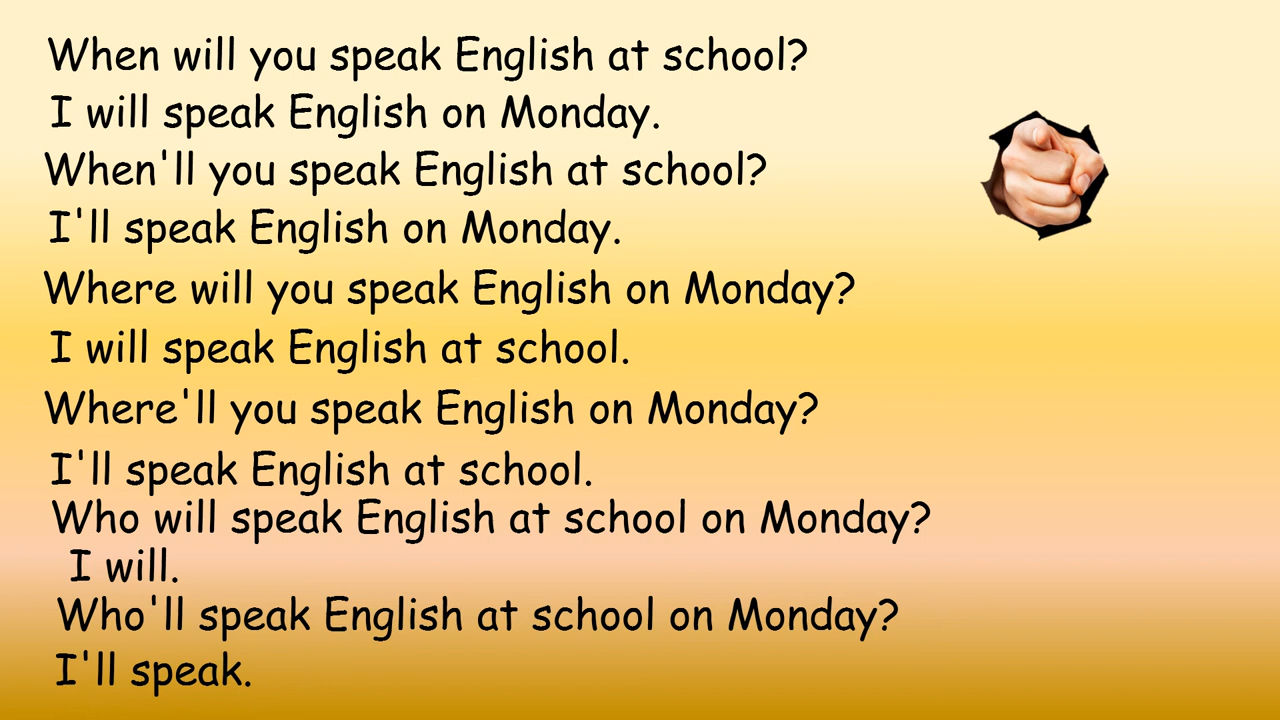 When will you speak English at school?
I will speak English on Monday.
When'll you speak English at school?
I'll speak English on Monday.
Where will you speak English on Monday?
I will speak English at school.
Where'll you speak English on Monday?
I'll speak English at school.
Who will speak English at school on Monday?
I will.
Who'll speak English at school on Monday?
I'll speak.